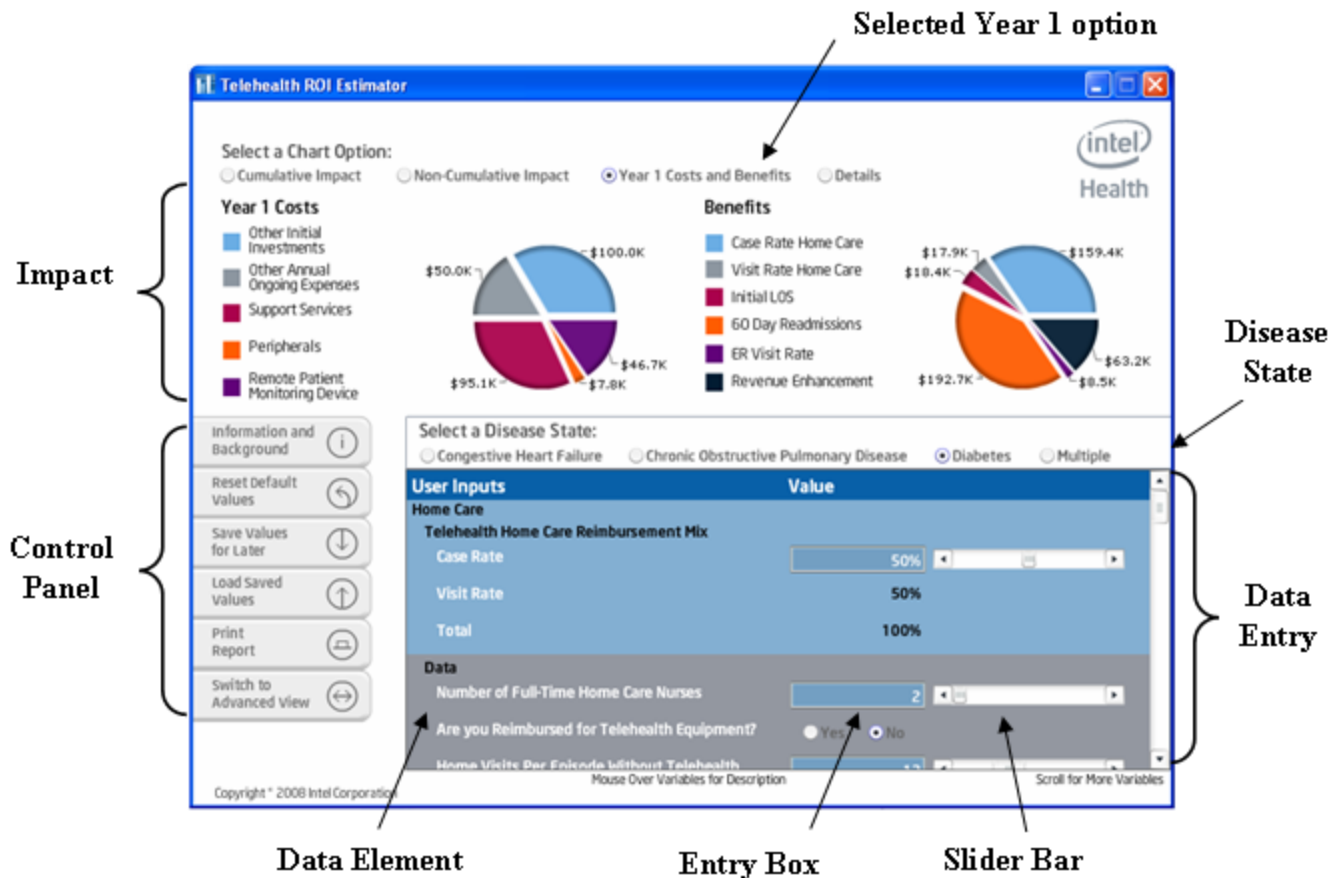 Selected Year 1 option
Telehealth ROI Estimator
intel
Health
Select a Chart Option:
Cumulative Impact Non-Cumulative Impact Year 1 Costs and Benefits Details
Impact
Year 1 Costs
Other Initial
Investments
Other Annual
Ongoing Expenses
Support Services
Peripherals
Remote Patient
Monitoring Device
$50.0K
$100.0K
$95.1K
$7.8K
$46.7K
Benefits
Case Rate Home Care
Visit Rate Home Care
Initial LOS
60 Day Readmissions
ER Visit Rate
Revenue Enhancement
$17.9K
$18.4K
$159.4K
$192.7K
$8.5K
$63.2K
Disease
State
Control
Panel
Information and
Background
Reset Default
Values
Save Values
for Later
Load Saved
Values
Print
Report
Switch to
Advanced View
Select a Disease State:
Congestive Heart Failure Chronic Obstructive Pulmonary Disease Diabetes Multiple
User Inputs Value
Home Care
Telehealth Home Care Reimbursement Mix
Case Rate 50%
Visit Rate 50%
Total 100%
Data
Number of Full-Time Home Care Nurses 2
Are you Reimbursed for Telehealth Equipment? Yes No
Home Visits Per Episode Without Telehealth
Data
Entry
Mouse Over Variables for Description
Scroll for More Variables
Copyright © 2008 Intel Corporation
Data Element
Entry Box
Slider Bar